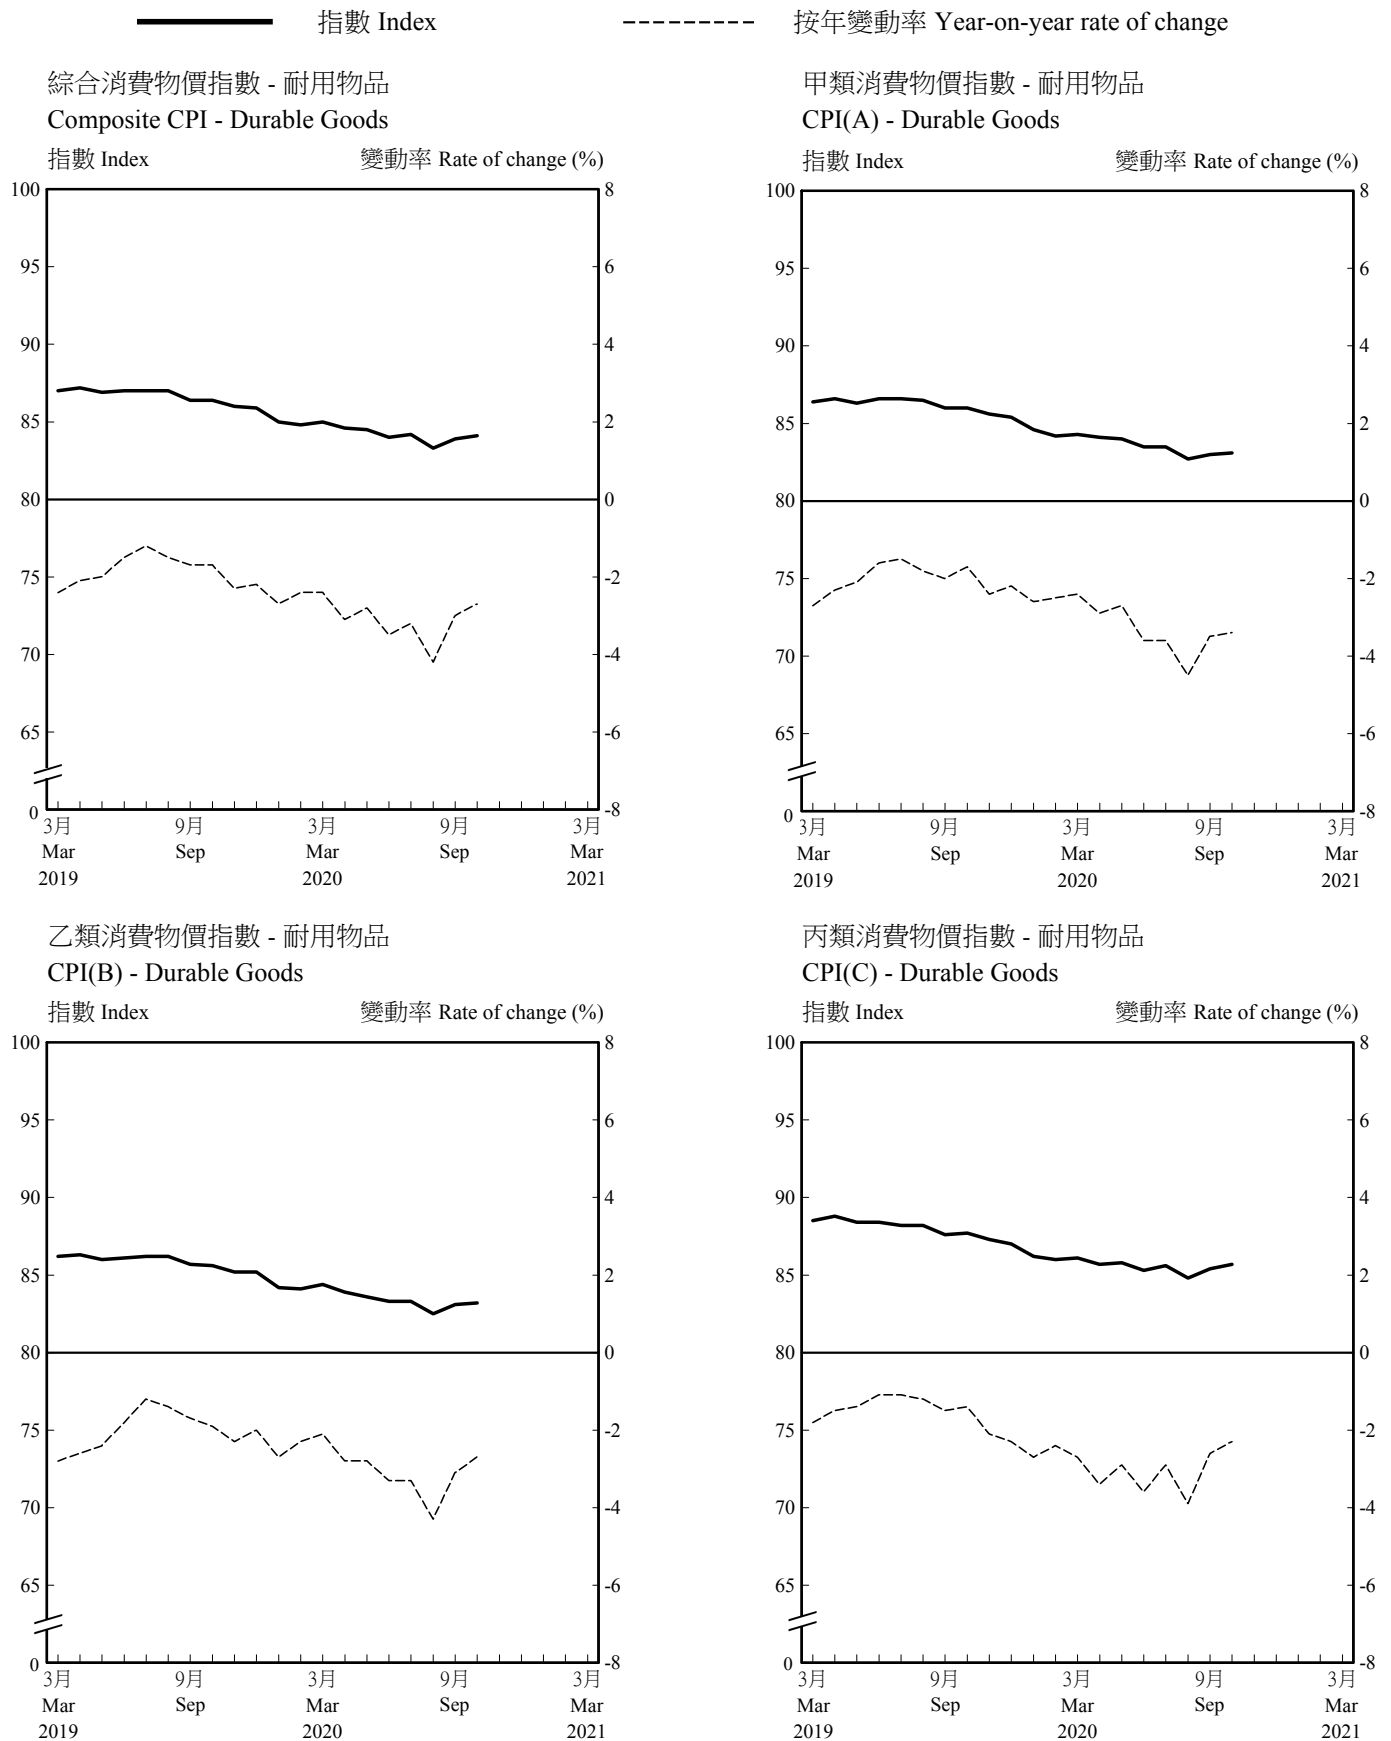 指數 Index
按年變動率 Year-on-year rate of change
綜合消費物價指數 - 耐用物品
Composite CPI - Durable Goods
指數 Index
變動率 Rate of change (%)
100
95
90
85
80
75
70
65
0
8
6
4
2
0
-2
-4
-6
-8
3月 9月 3月 9月 3月
Mar Sep Mar Sep Mar
2019 2020 2021
甲類消費物價指數 - 耐用物品
CPI(A) - Durable Goods
指數 Index
變動率 Rate of change (%)
100
95
90
85
80
75
70
65
0
8
6
4
2
0
-2
-4
-6
-8
3月 9月 3月 9月 3月
Mar Sep Mar Sep Mar
2019 2020 2021
乙類消費物價指數 - 耐用物品
CPI(B) - Durable Goods
指數 Index
變動率 Rate of change (%)
100
95
90
85
80
75
70
65
0
8
6
4
2
0
-2
-4
-6
-8
3月 9月 3月 9月 3月
Mar Sep Mar Sep Mar
2019 2020 2021
丙類消費物價指數 - 耐用物品
CPI(C) - Durable Goods
指數 Index
變動率 Rate of change (%)
100
95
90
85
80
75
70
65
0
8
6
4
2
0
-2
-4
-6
-8
3月 9月 3月 9月 3月
Mar Sep Mar Sep Mar
2019 2020 2021